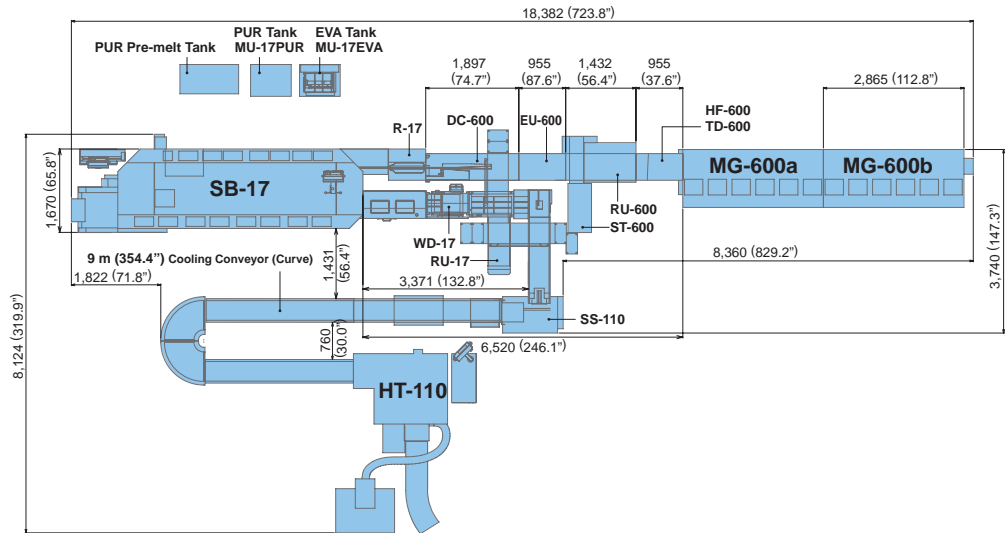 18,382 (723.8”)
PUR Pre-melt Tank
PUR Tank
MU-17PUR
EVA Tank
MU-17EVA
1,897
(74.7”)
955
(87.6”)
1,432
(56.4”)
955
(37.6”)
2,865 (112.8”)
R-17
DC-600
EU-600
HF-600
TD-600
SB-17
MG-600a
MG-600b
1,670 (65.8”)
WD-17
RU-17
RU-600
ST-600
3,740 (147.3”)
9 m (354.4”) Cooling Conveyor (Curve)
1,431
(56.4”)
8,360 (829.2”)
1,822 (71.8”)
3,371 (132.8”)
SS-110
760
(30.0”)
6,520 (246.1”)
8,124 (319.9”)
HT-110